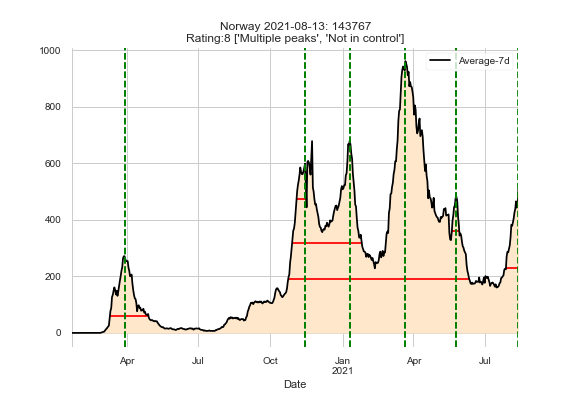 Norway 2021-08-13: 143767
Rating:8 ['Multiple peaks', 'Not in control']
Average-7d
1000
800
600
400
200
0
Apr Jul Oct Jan Apr Jul
2021
Date